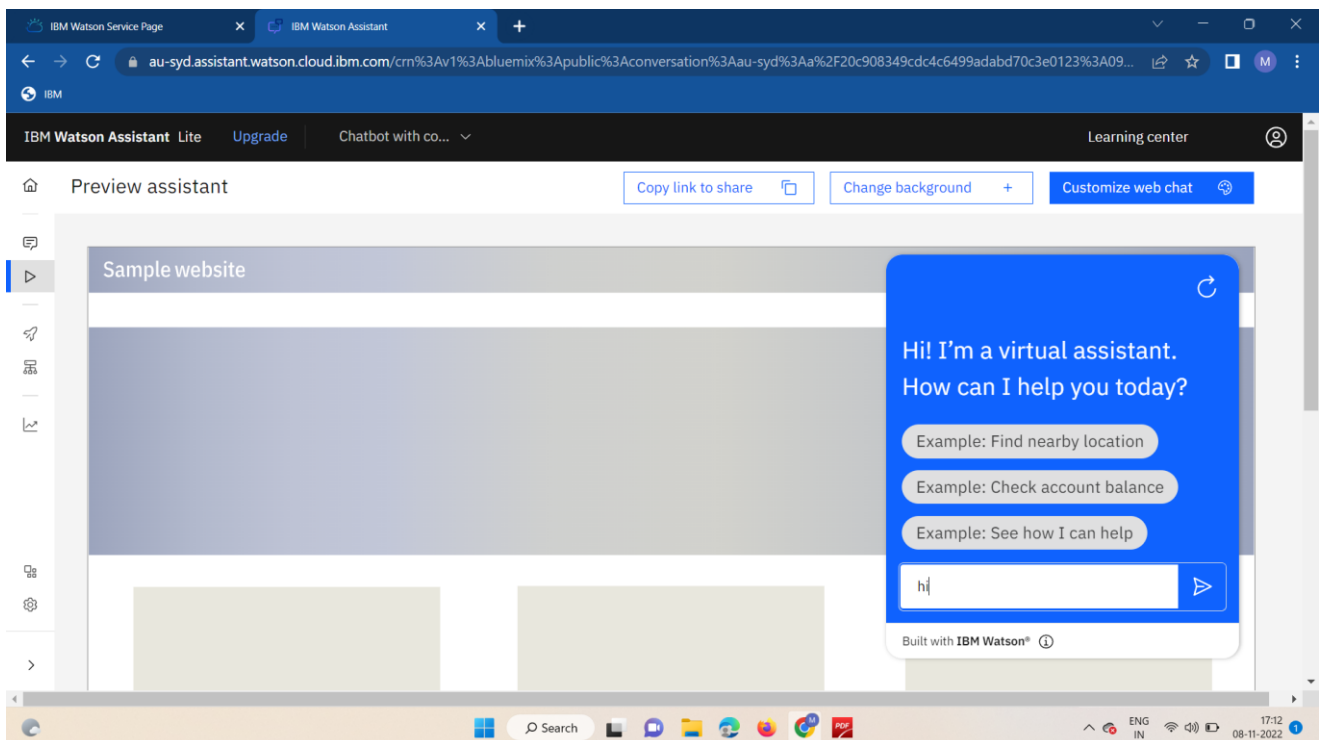 IBM Watson Service Page
IBM Watson Assistant
au-syd.assistant.watson.cloud.ibm.com/crn%3Av1%3Abluemix%3Apublic%3Aconversation%3Aau-syd%3Aa%2F20c908349cdc4c6499adabd70c3e0123%3A09...
M
IBM
IBM Watson Assistant Lite Upgrade Chatbot with co... Learning center
Preview assistant Copy link to share Change background + Customize web chat
Sample website
Hi! I'm a virtual assistant.
How can I help you today?
Example: Find nearby location
Example: Check account balance
Example: See how I can help
hi
Built with IBM Watson®
Search
PDF
ENG
IN
17:12
08-11-2022
1